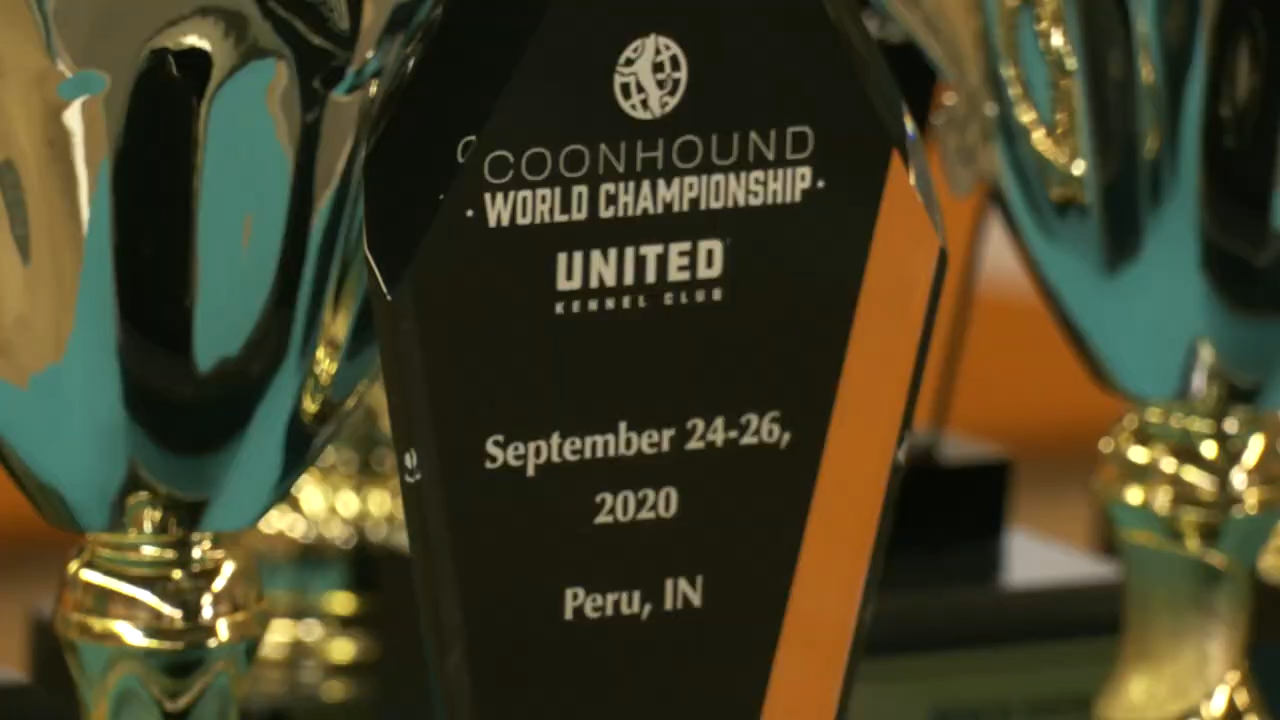 COONHOUND
· WORLD CHAMPIONSHIP ·
UNITED
KENNEL CLUB
September 24-26,
2020
Peru, IN